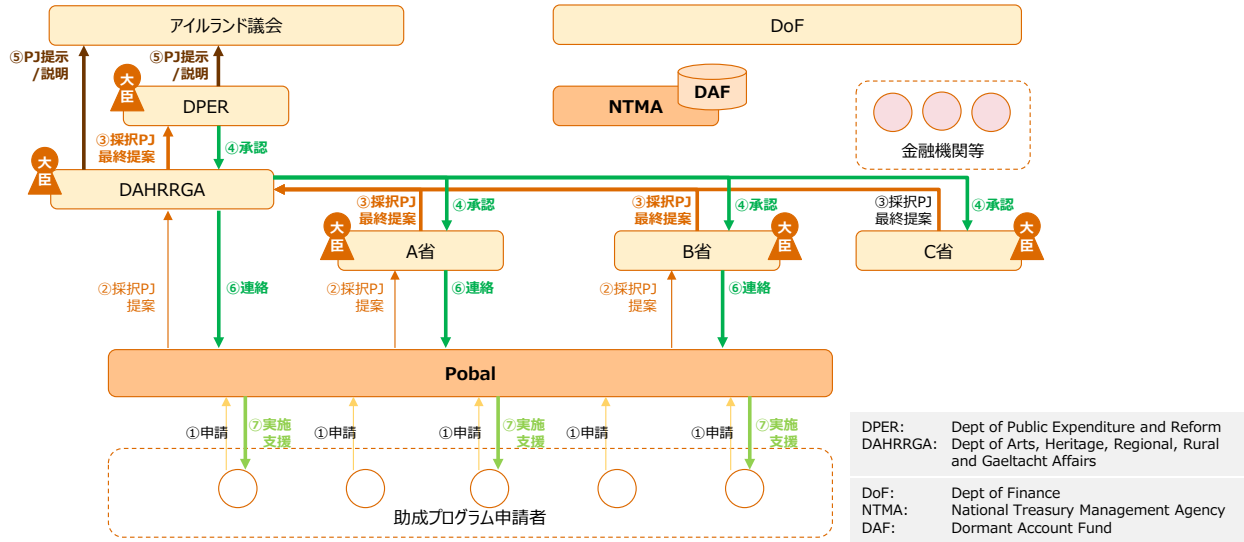 アイルランド議会
DoF
⑤PJ提示
/説明
⑤PJ提示
/説明
大
臣
DPER
NTMA
DAF
金融機関等
③採択PJ
最終提案
④承認
大
臣
DAHRRGA
③採択PJ
最終提案
④承認
③採択PJ
最終提案
④承認
③採択PJ
最終提案
④承認
大
臣
A省
B省
大
臣
C省
大
臣
②採択PJ
提案
⑥連絡
②採択PJ
提案
⑥連絡
②採択PJ
提案
⑥連絡
Pobal
①申請
⑦実施
支援
①申請
①申請
⑦実施
支援
①申請
①申請
⑦実施
支援
助成プログラム申請者
DPER: Dept of Public Expenditure and Reform
DAHRRGA: Dept of Arts, Heritage, Regional, Rural
and Gaeltacht Affairs
DoF: Dept of Finance
NTMA: National Treasury Management Agency
DAF: Dormant Account Fund